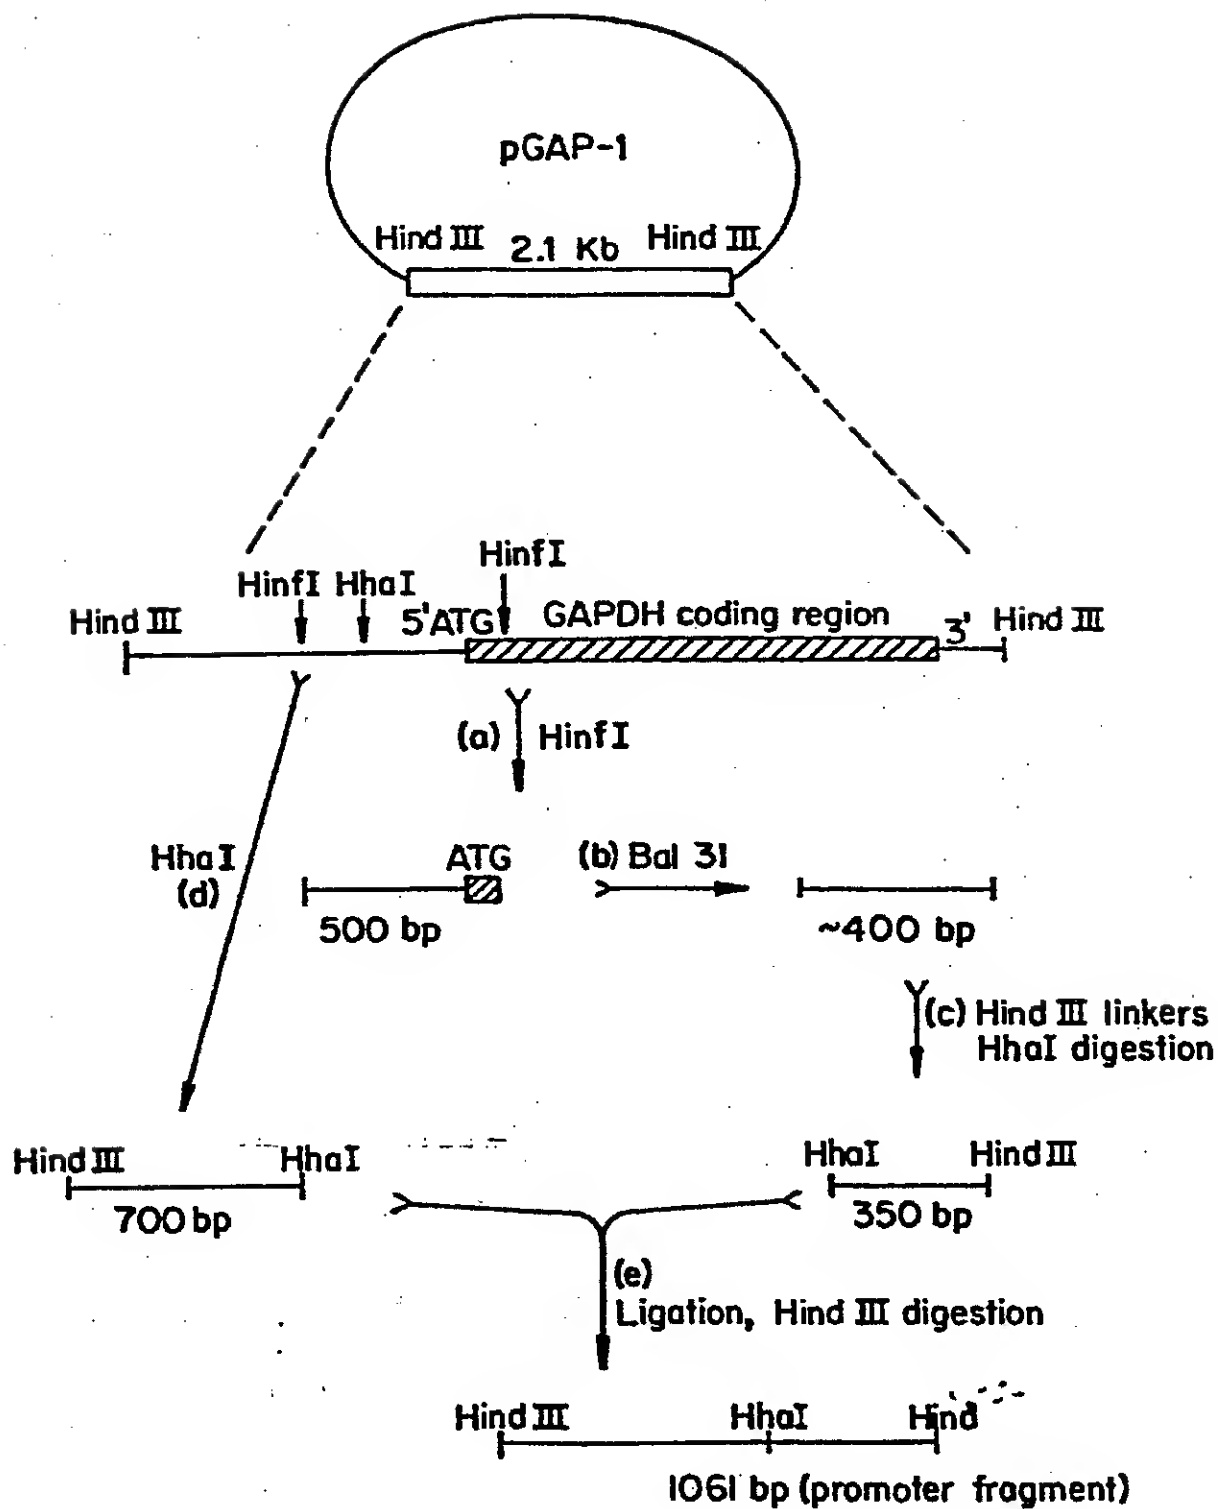 pGAP-1
Hind III 2.1 Kb Hind III
HinfI
HinfI HhaI
Hind III 5'ATG GAPDH coding region 3' Hind III
(a) HinfI
HhaI
(d)
ATG
(b) Bal 31
500 bp
~400 bp
(c) Hind III linkers
HhaI digestion
Hind III HhaI
700 bp
HhaI Hind III
350 bp
(e)
Ligation, Hind III digestion
Hind III HhaI Hind
1061 bp (promoter fragment)